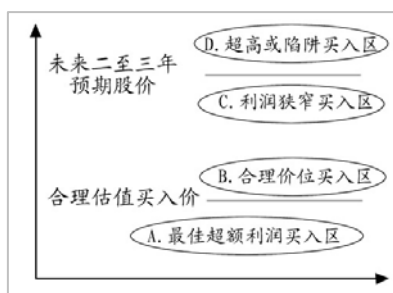 D.超高或陷阱买入区
未来二至三年
预期股价
C.利润狭窄买入区
B.合理价位买入区
合理估值买入价
A.最佳超额利润买入区